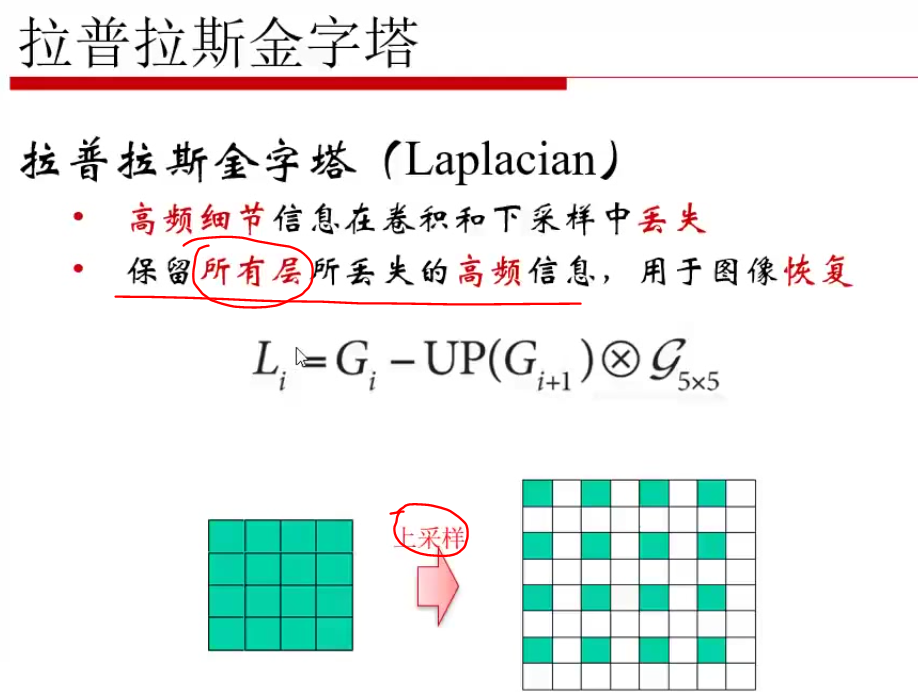 拉普拉斯金字塔
拉普拉斯金字塔（Laplacian）
• 高频细节信息在卷积和下采样中丢失
• 保留所有层所丢失的高频信息，用于图像恢复
L_i = G_i − UP(G_{i+1}) ⊗ 𝒢_{5×5}
上采样